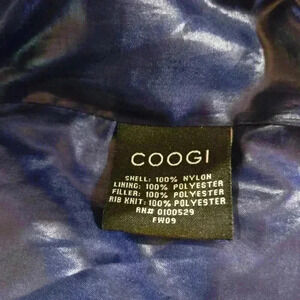 COOGI
SHELL: 100% NYLON
LINING: 100% POLYESTER
FILLER: 100% POLYESTER
RIB KNIT: 100% POLYESTER
RN# 0100529
FW09